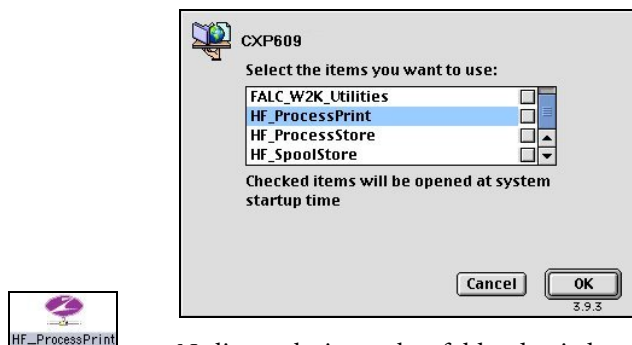 CXP609
Select the items you want to use:
FALC_W2K_Utilities
HF_ProcessPrint
HF_ProcessStore
HF_SpoolStore
Checked items will be opened at system
startup time
Cancel
OK
3.9.3
HF_ProcessPrint